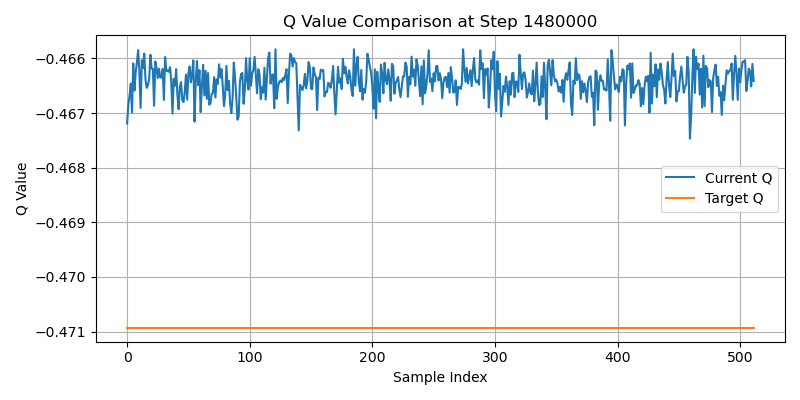 Q Value Comparison at Step 1480000
Q Value
−0.466
−0.467
−0.468
−0.469
−0.470
−0.471
Current Q
Target Q
0 100 200 300 400 500
Sample Index